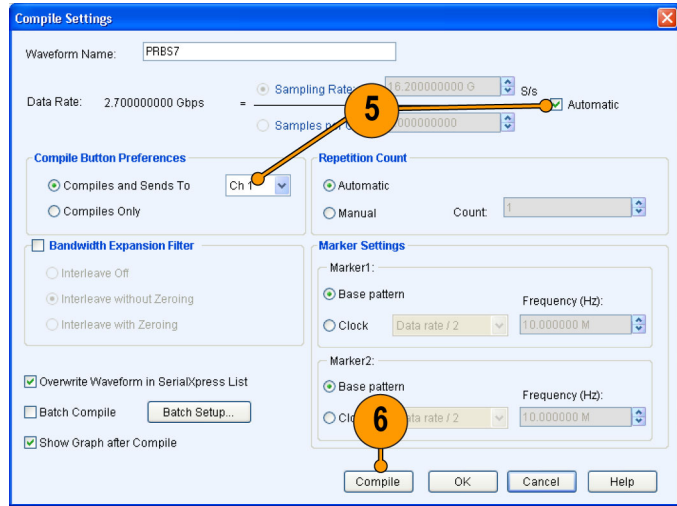 Compile Settings
Waveform Name: PRBS7
Sampling Rate: 16.200000000 G S/s
Data Rate: 2.700000000 Gbps = Automatic
Samples per 000000000
5
Compile Button Preferences
Compiles and Sends To Ch 1
Compiles Only
Repetition Count
Automatic
Manual Count: 1
Bandwidth Expansion Filter
Interleave Off
Interleave without Zeroing
Interleave with Zeroing
Marker Settings
Marker1:
Base pattern Frequency (Hz):
Clock Data rate / 2 10.000000 M
Marker2:
Base pattern Frequency (Hz):
Data rate / 2 10.000000 M
6
Overwrite Waveform in SerialXpress List
Batch Compile Batch Setup...
Show Graph after Compile
Compile OK Cancel Help